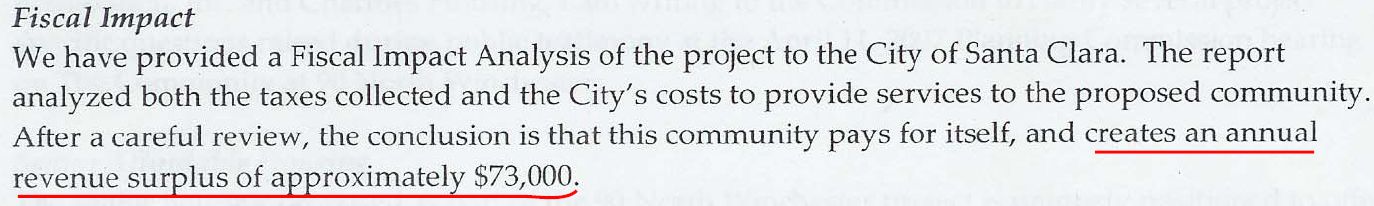 Fiscal Impact
We have provided a Fiscal Impact Analysis of the project to the City of Santa Clara.  The report
analyzed both the taxes collected and the City's costs to provide services to the proposed community.
After a careful review, the conclusion is that this community pays for itself, and creates an annual
revenue surplus of approximately $73,000.